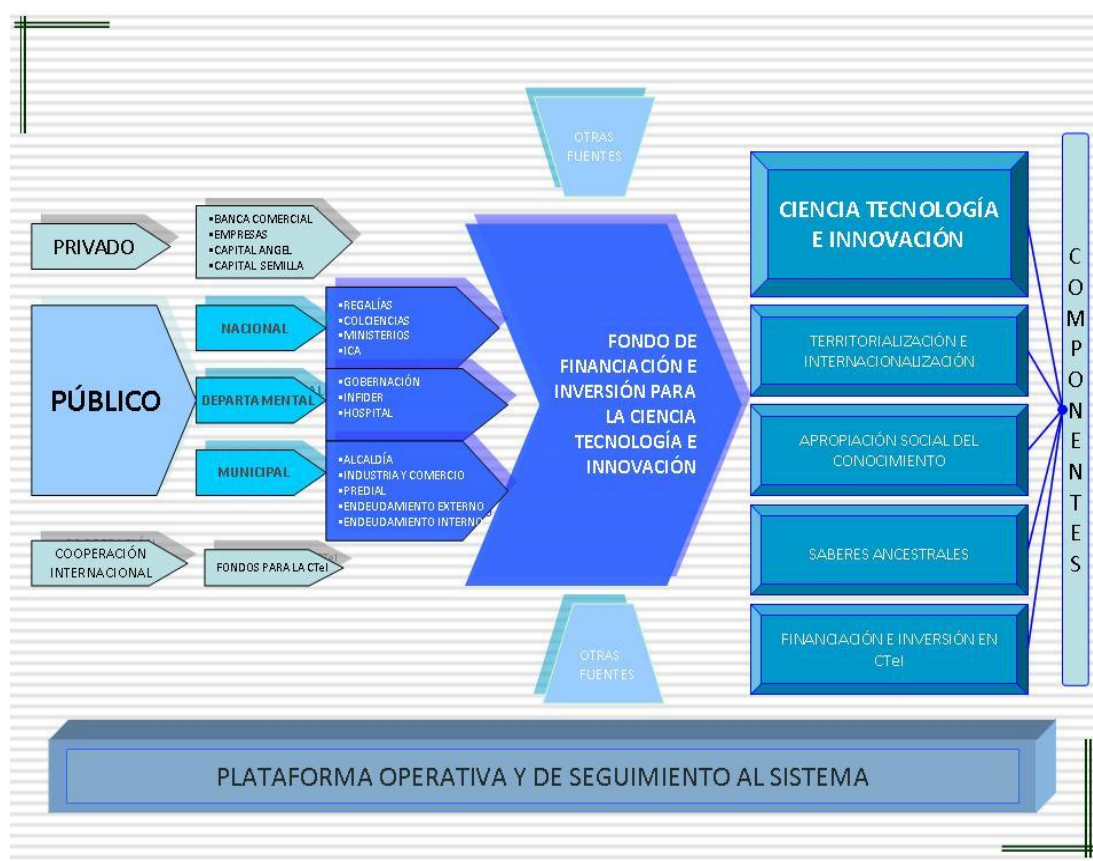 OTRAS
FUENTES
PRIVADO
▪BANCA COMERCIAL
▪EMPRESAS
▪CAPITAL ANGEL
▪CAPITAL SEMILLA
PÚBLICO
NACIONAL
▪REGALÍAS
▪COLCIENCIAS
▪MINISTERIOS
▪ICA
DEPARTAMENTAL
▪GOBERNACIÓN
▪INFIDER
▪HOSPITAL
MUNICIPAL
▪ALCALDÍA
▪INDUSTRIA Y COMERCIO
▪PREDIAL
▪ENDEUDAMIENTO EXTERNO
▪ENDEUDAMIENTO INTERNO
COOPERACIÓN
INTERNACIONAL
FONDOS PARA LA CTeI
FONDO DE
FINANCIACIÓN E
INVERSIÓN PARA
LA CIENCIA
TECNOLOGÍA E
INNOVACIÓN
OTRAS
FUENTES
CIENCIA TECNOLOGÍA
E INNOVACIÓN
TERRITORIALIZACIÓN E
INTERNACIONALIZACIÓN
APROPIACIÓN SOCIAL DEL
CONOCIMIENTO
SABERES ANCESTRALES
FINANCIACIÓN E INVERSIÓN EN
CTeI
COMPONENTES
PLATAFORMA OPERATIVA Y DE SEGUIMIENTO AL SISTEMA